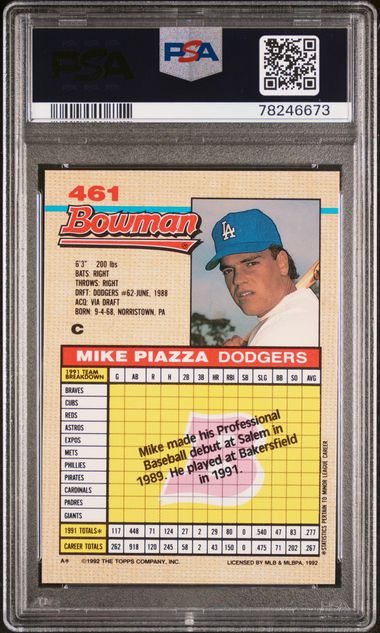 PSA
PSA
78246673
461
Bowman
6'3" 200 lbs
BATS: RIGHT
THROWS: RIGHT
DRFT: DODGERS #62-JUNE, 1988
ACQ: VIA DRAFT
BORN: 9-4-68, NORRISTOWN, PA
C
LA
MIKE PIAZZA DODGERS
1991 TEAM BREAKDOWN G AB R H 2B 3B HR RBI SB SLG BB SO AVG
BRAVES
CUBS
REDS
ASTROS
EXPOS
METS
PHILLIES
PIRATES
CARDINALS
PADRES
GIANTS
Mike made his Professional
Baseball debut at Salem in
1989. He played at Bakersfield
in 1991.
1991 TOTALS* 117 448 71 124 27 2 29 80 0 540 47 83 .277
CAREER TOTALS 262 918 120 245 58 2 43 150 0 475 71 202 .267
*STATISTICS PERTAIN TO MINOR LEAGUE CAREER
A* ©1992 THE TOPPS COMPANY, INC. LICENSED BY MLB & MLBPA, 1992